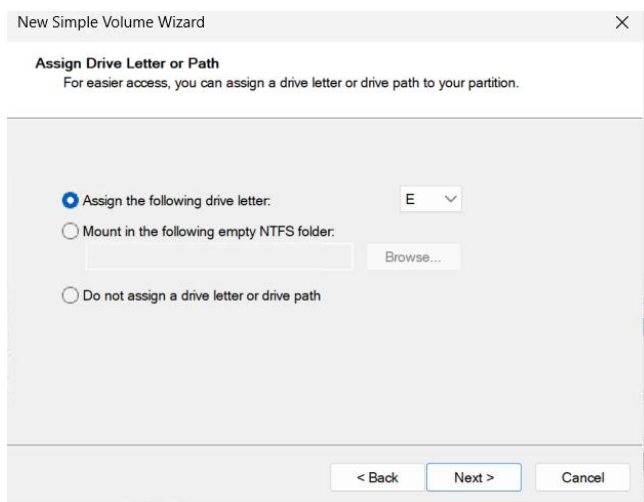 New Simple Volume Wizard
Assign Drive Letter or Path
For easier access, you can assign a drive letter or drive path to your partition.
Assign the following drive letter: E
Mount in the following empty NTFS folder:
Browse...
Do not assign a drive letter or drive path
< Back Next > Cancel